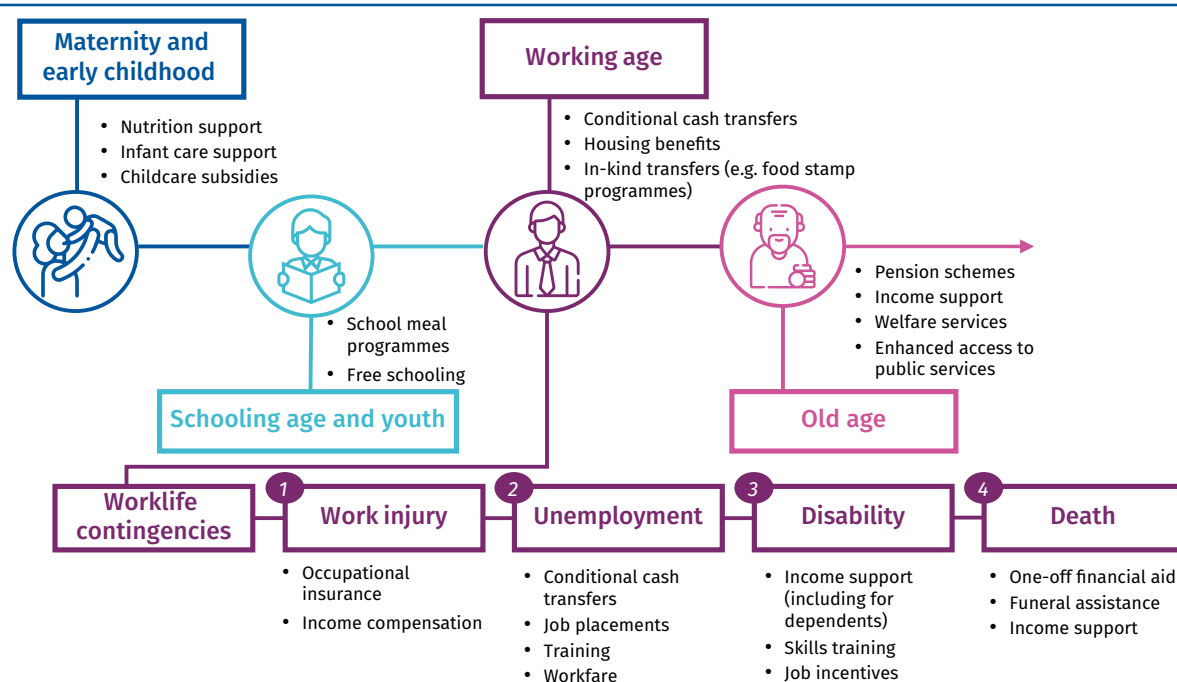 Maternity and
early childhood
• Nutrition support
• Infant care support
• Childcare subsidies
• School meal
programmes
• Free schooling
Schooling age and youth
Working age
• Conditional cash transfers
• Housing benefits
• In-kind transfers (e.g. food stamp
programmes)
• Pension schemes
• Income support
• Welfare services
• Enhanced access to
public services
Old age
Worklife
contingencies
1
Work injury
• Occupational
insurance
• Income compensation
2
Unemployment
• Conditional cash
transfers
• Job placements
• Training
• Workfare
3
Disability
• Income support
(including for
dependents)
• Skills training
• Job incentives
4
Death
• One-off financial aid
• Funeral assistance
• Income support